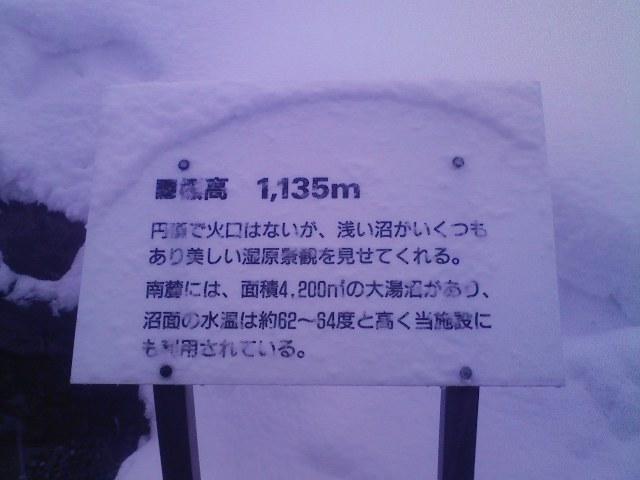 標高 1,135m
円頂で火口はないが、浅い沼がいくつも
あり美しい湿原景観を見せてくれる。
南麓には、面積4,200㎡の大湯沼があり、
沼面の水温は約62〜64度と高く当施設に
も利用されている。